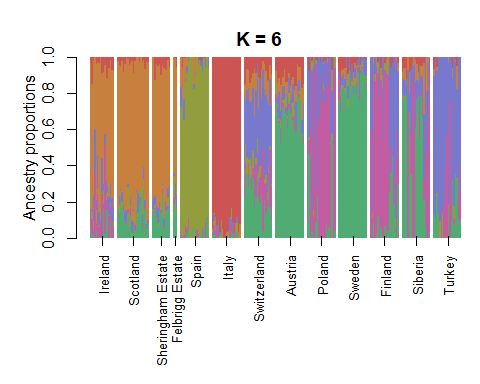 K = 6
Ancestry proportions
0.0 0.2 0.4 0.6 0.8 1.0
Ireland
Scotland
Sheringham Estate
Felbrigg Estate
Spain
Italy
Switzerland
Austria
Poland
Sweden
Finland
Siberia
Turkey